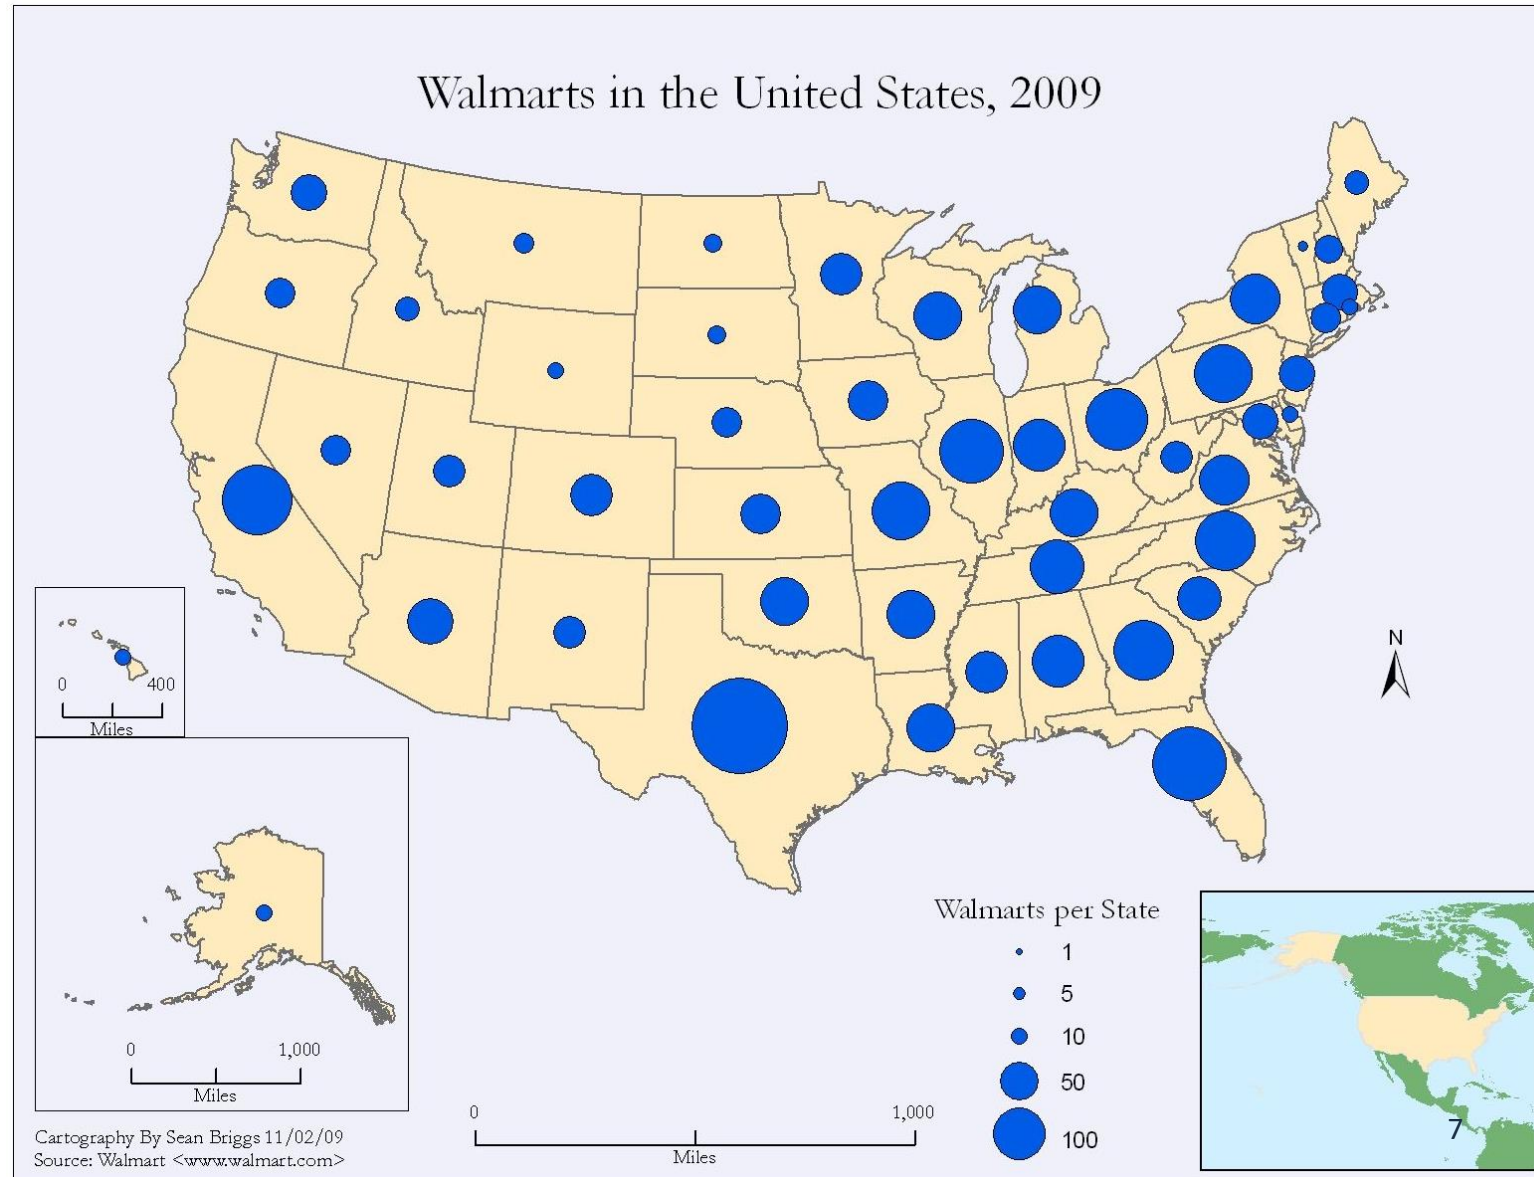 Walmarts in the United States, 2009
N
0 400
Miles
Walmarts per State
1
5
10
50
100
0 1,000
Miles
0 1,000
Miles
7
Cartography By Sean Briggs 11/02/09
Source: Walmart <www.walmart.com>